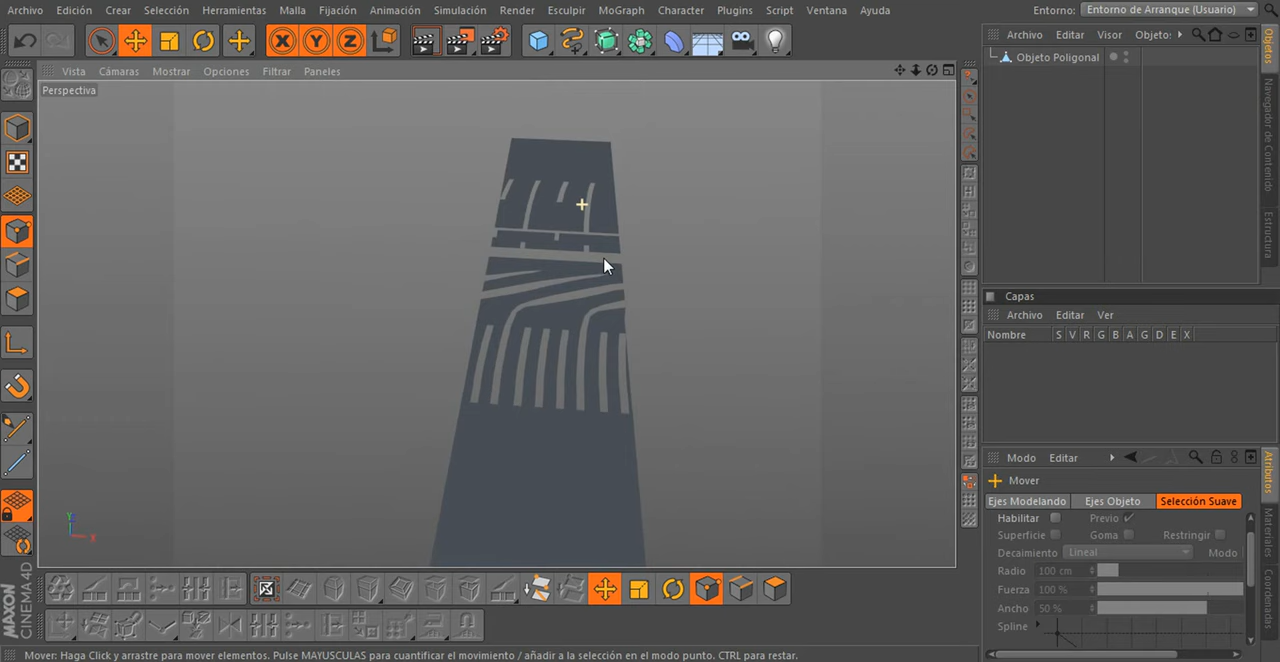 Archivo Edición Crear Selección Herramientas Malla Fijación Animación Simulación Render Esculpir MoGraph Character Plugins Script Ventana Ayuda Entorno: Entorno de Arranque (Usuario)
X Y Z
Archivo Editar Visor Objeto:
Objetos
Navegador de Contenido
Estructura
Objeto Poligonal
Vista Cámaras Mostrar Opciones Filtrar Paneles
Perspectiva
Capas
Archivo Editar Ver
Nombre S V R G B A G D E X
Modo Editar
Atributos
Materiales
Coordenadas
Mover
Ejes Modelando Ejes Objeto Selección Suave
Habilitar Previo
Superficie Goma Restringir
Decaimiento Lineal Modo
Radio 100 cm
Fuerza 100 %
Ancho 50 %
Spline
Y
X
MAXON
CINEMA4D
Mover: Haga Click y arrastre para mover elementos. Pulse MAYUSCULAS para cuantificar el movimiento / añadir a la selección en el modo punto. CTRL para restar.